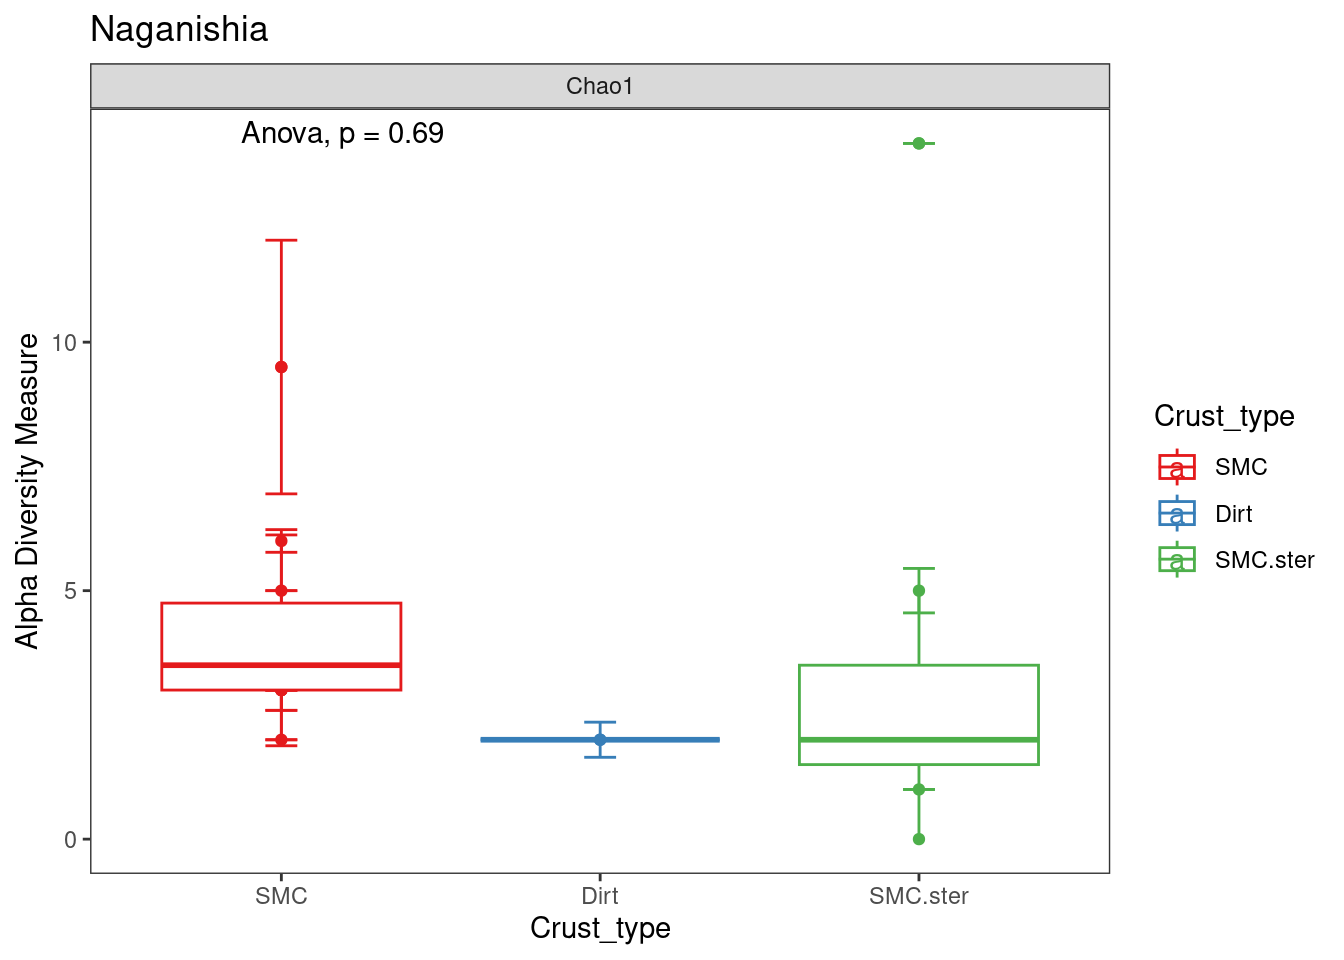 Naganishia
Chao1
Anova, p = 0.69
Alpha Diversity Measure
10
5
0
SMC
Dirt
SMC.ster
Crust_type
Crust_type
a SMC
a Dirt
a SMC.ster